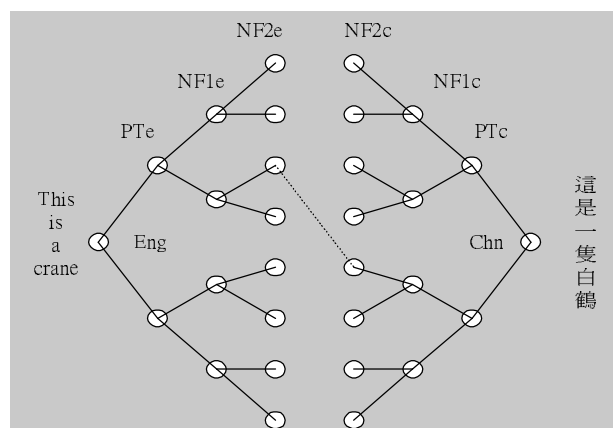 NF2e
NF2c
NF1e
NF1c
PTe
PTc
This
is
a
crane
Eng
Chn
這是一隻白鶴